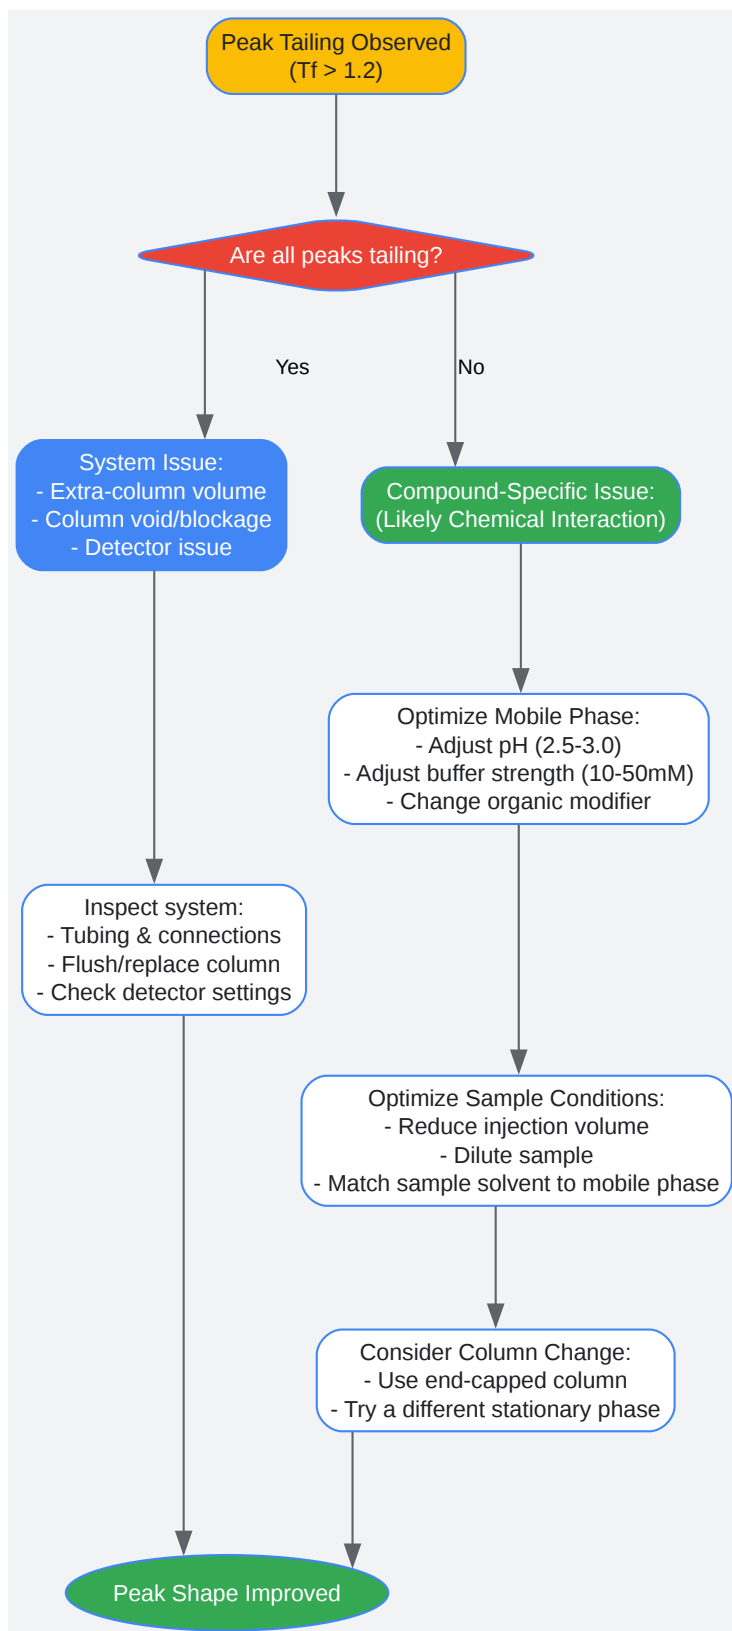 Peak Tailing Observed
(Tf > 1.2)
Are all peaks tailing?
Yes
No
System Issue:
- Extra-column volume
- Column void/blockage
- Detector issue
Compound-Specific Issue:
(Likely Chemical Interaction)
Optimize Mobile Phase:
- Adjust pH (2.5-3.0)
- Adjust buffer strength (10-50mM)
- Change organic modifier
Inspect system:
- Tubing & connections
- Flush/replace column
- Check detector settings
Optimize Sample Conditions:
- Reduce injection volume
- Dilute sample
- Match sample solvent to mobile phase
Consider Column Change:
- Use end-capped column
- Try a different stationary phase
Peak Shape Improved